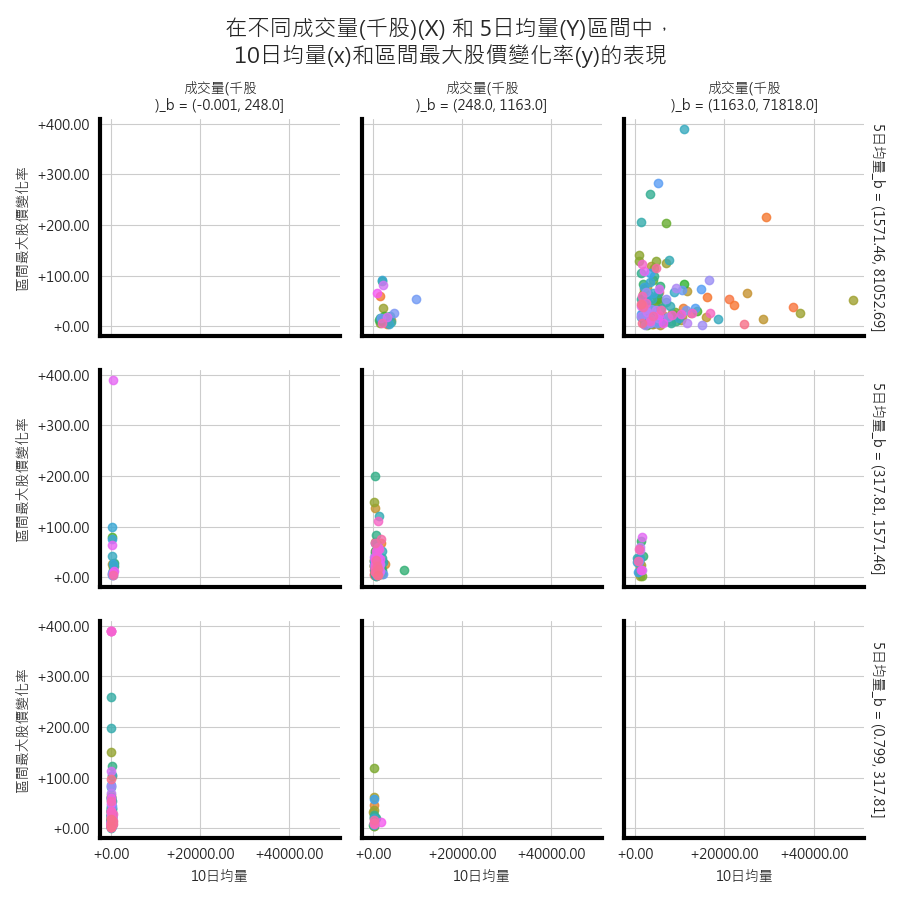 在不同成交量(千股)(X) 和 5日均量(Y)區間中，
10日均量(x)和區間最大股價變化率(y)的表現
成交量(千股
)_b = (-0.001, 248.0]
成交量(千股
)_b = (248.0, 1163.0]
成交量(千股
)_b = (1163.0, 71818.0]
+400.00
+300.00
+200.00
+100.00
+0.00
區間最大股價變化率
5日均量_b = (1571.46, 81052.69]
+400.00
+300.00
+200.00
+100.00
+0.00
區間最大股價變化率
5日均量_b = (317.81, 1571.46]
+400.00
+300.00
+200.00
+100.00
+0.00
區間最大股價變化率
5日均量_b = (0.799, 317.81]
+0.00 +20000.00 +40000.00
+0.00 +20000.00 +40000.00
+0.00 +20000.00 +40000.00
10日均量
10日均量
10日均量